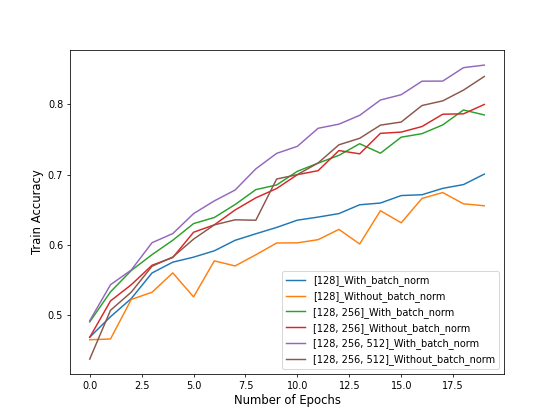 Train Accuracy
0.8
0.7
0.6
0.5
[128]_With_batch_norm
[128]_Without_batch_norm
[128, 256]_With_batch_norm
[128, 256]_Without_batch_norm
[128, 256, 512]_With_batch_norm
[128, 256, 512]_Without_batch_norm
0.0 2.5 5.0 7.5 10.0 12.5 15.0 17.5
Number of Epochs